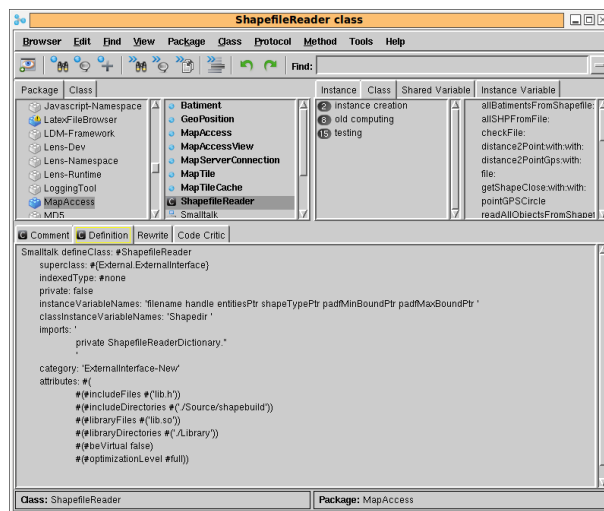 ShapefileReader class
Browser Edit Find View Package Class Protocol Method Tools Help
Find:
Package Class
Javascript-Namespace
LatexFileBrowser
LDM-Framework
Lens-Dev
Lens-Namespace
Lens-Runtime
LoggingTool
MapAccess
MD5
Batiment
GeoPosition
MapAccess
MapAccessView
MapServerConnection
MapTile
MapTileCache
ShapefileReader
Smalltalk
Instance Class Shared Variable Instance Variable
2 instance creation
6 old computing
15 testing
allBatimentsFromShapefile:
allSHPFromFile:
checkFile:
distance2Point:with:with:
distance2PointGps:with:
file:
getShapeClose:with:with:
pointGPSCircle
readAllObjectsFromShapet
Comment Definition Rewrite Code Critic
Smalltalk defineClass: #ShapefileReader
superclass: #{External.ExternalInterface}
indexedType: #none
private: false
instanceVariableNames: 'filename handle entitiesPtr shapeTypePtr padfMinBoundPtr padfMaxBoundPtr '
classInstanceVariableNames: 'Shapedir '
imports: '
private ShapefileReaderDictionary.*
'
category: 'ExternalInterface-New'
attributes: #(
#(#includeFiles #('lib.h'))
#(#includeDirectories #('./Source/shapebuild'))
#(#libraryFiles #('lib.so'))
#(#libraryDirectories #('./Library'))
#(#beVirtual false)
#(#optimizationLevel #full))
Class: ShapefileReader
Package: MapAccess